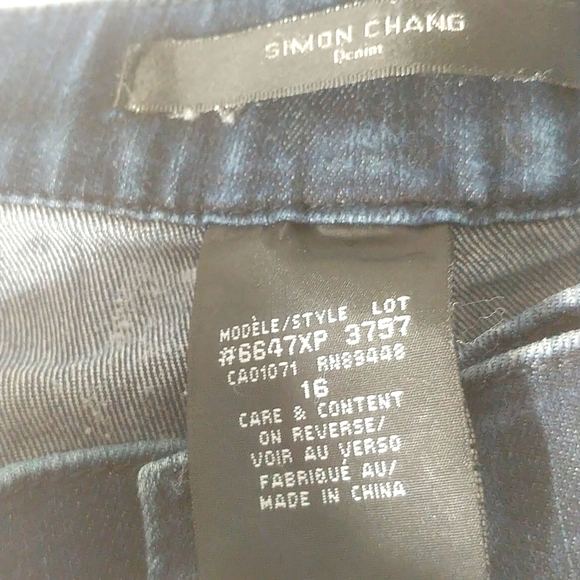 SIMON CHANG
Denim
MODÈLE/STYLE LOT
#6647XP 3757
CA01071 RN89448
16
CARE & CONTENT
ON REVERSE/
VOIR AU VERSO
FABRIQUÉ AU/
MADE IN CHINA